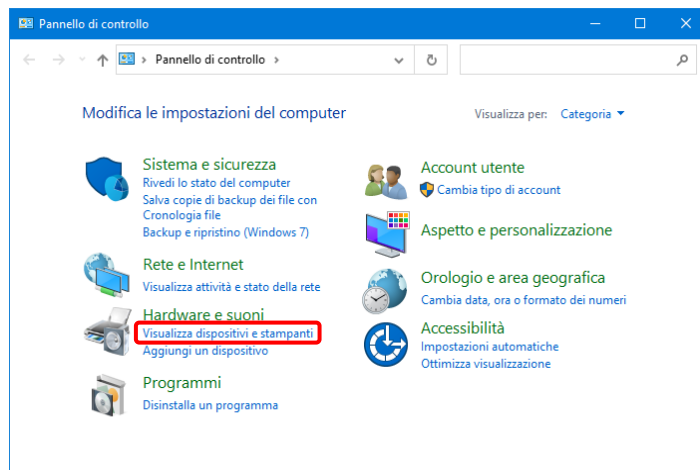 Pannello di controllo
Pannello di controllo
Modifica le impostazioni del computer
Visualizza per: Categoria
Sistema e sicurezza
Rivedi lo stato del computer
Salva copie di backup dei file con
Cronologia file
Backup e ripristino (Windows 7)
Rete e Internet
Visualizza attività e stato della rete
Hardware e suoni
Visualizza dispositivi e stampanti
Aggiungi un dispositivo
Programmi
Disinstalla un programma
Account utente
Cambia tipo di account
Aspetto e personalizzazione
Orologio e area geografica
Cambia data, ora o formato dei numeri
Accessibilità
Impostazioni automatiche
Ottimizza visualizzazione